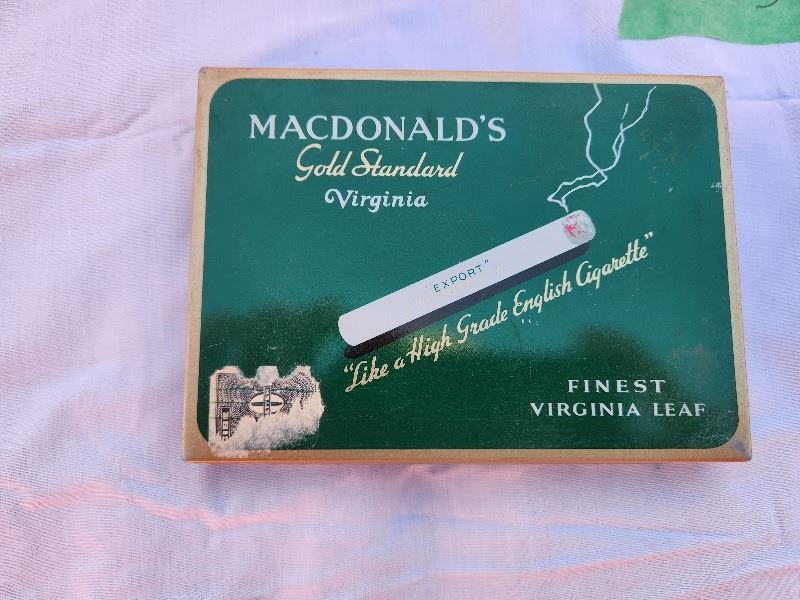 MACDONALD'S
Gold Standard
Virginia
"EXPORT"
"Like a High Grade English Cigarette"
FINEST
VIRGINIA LEAF